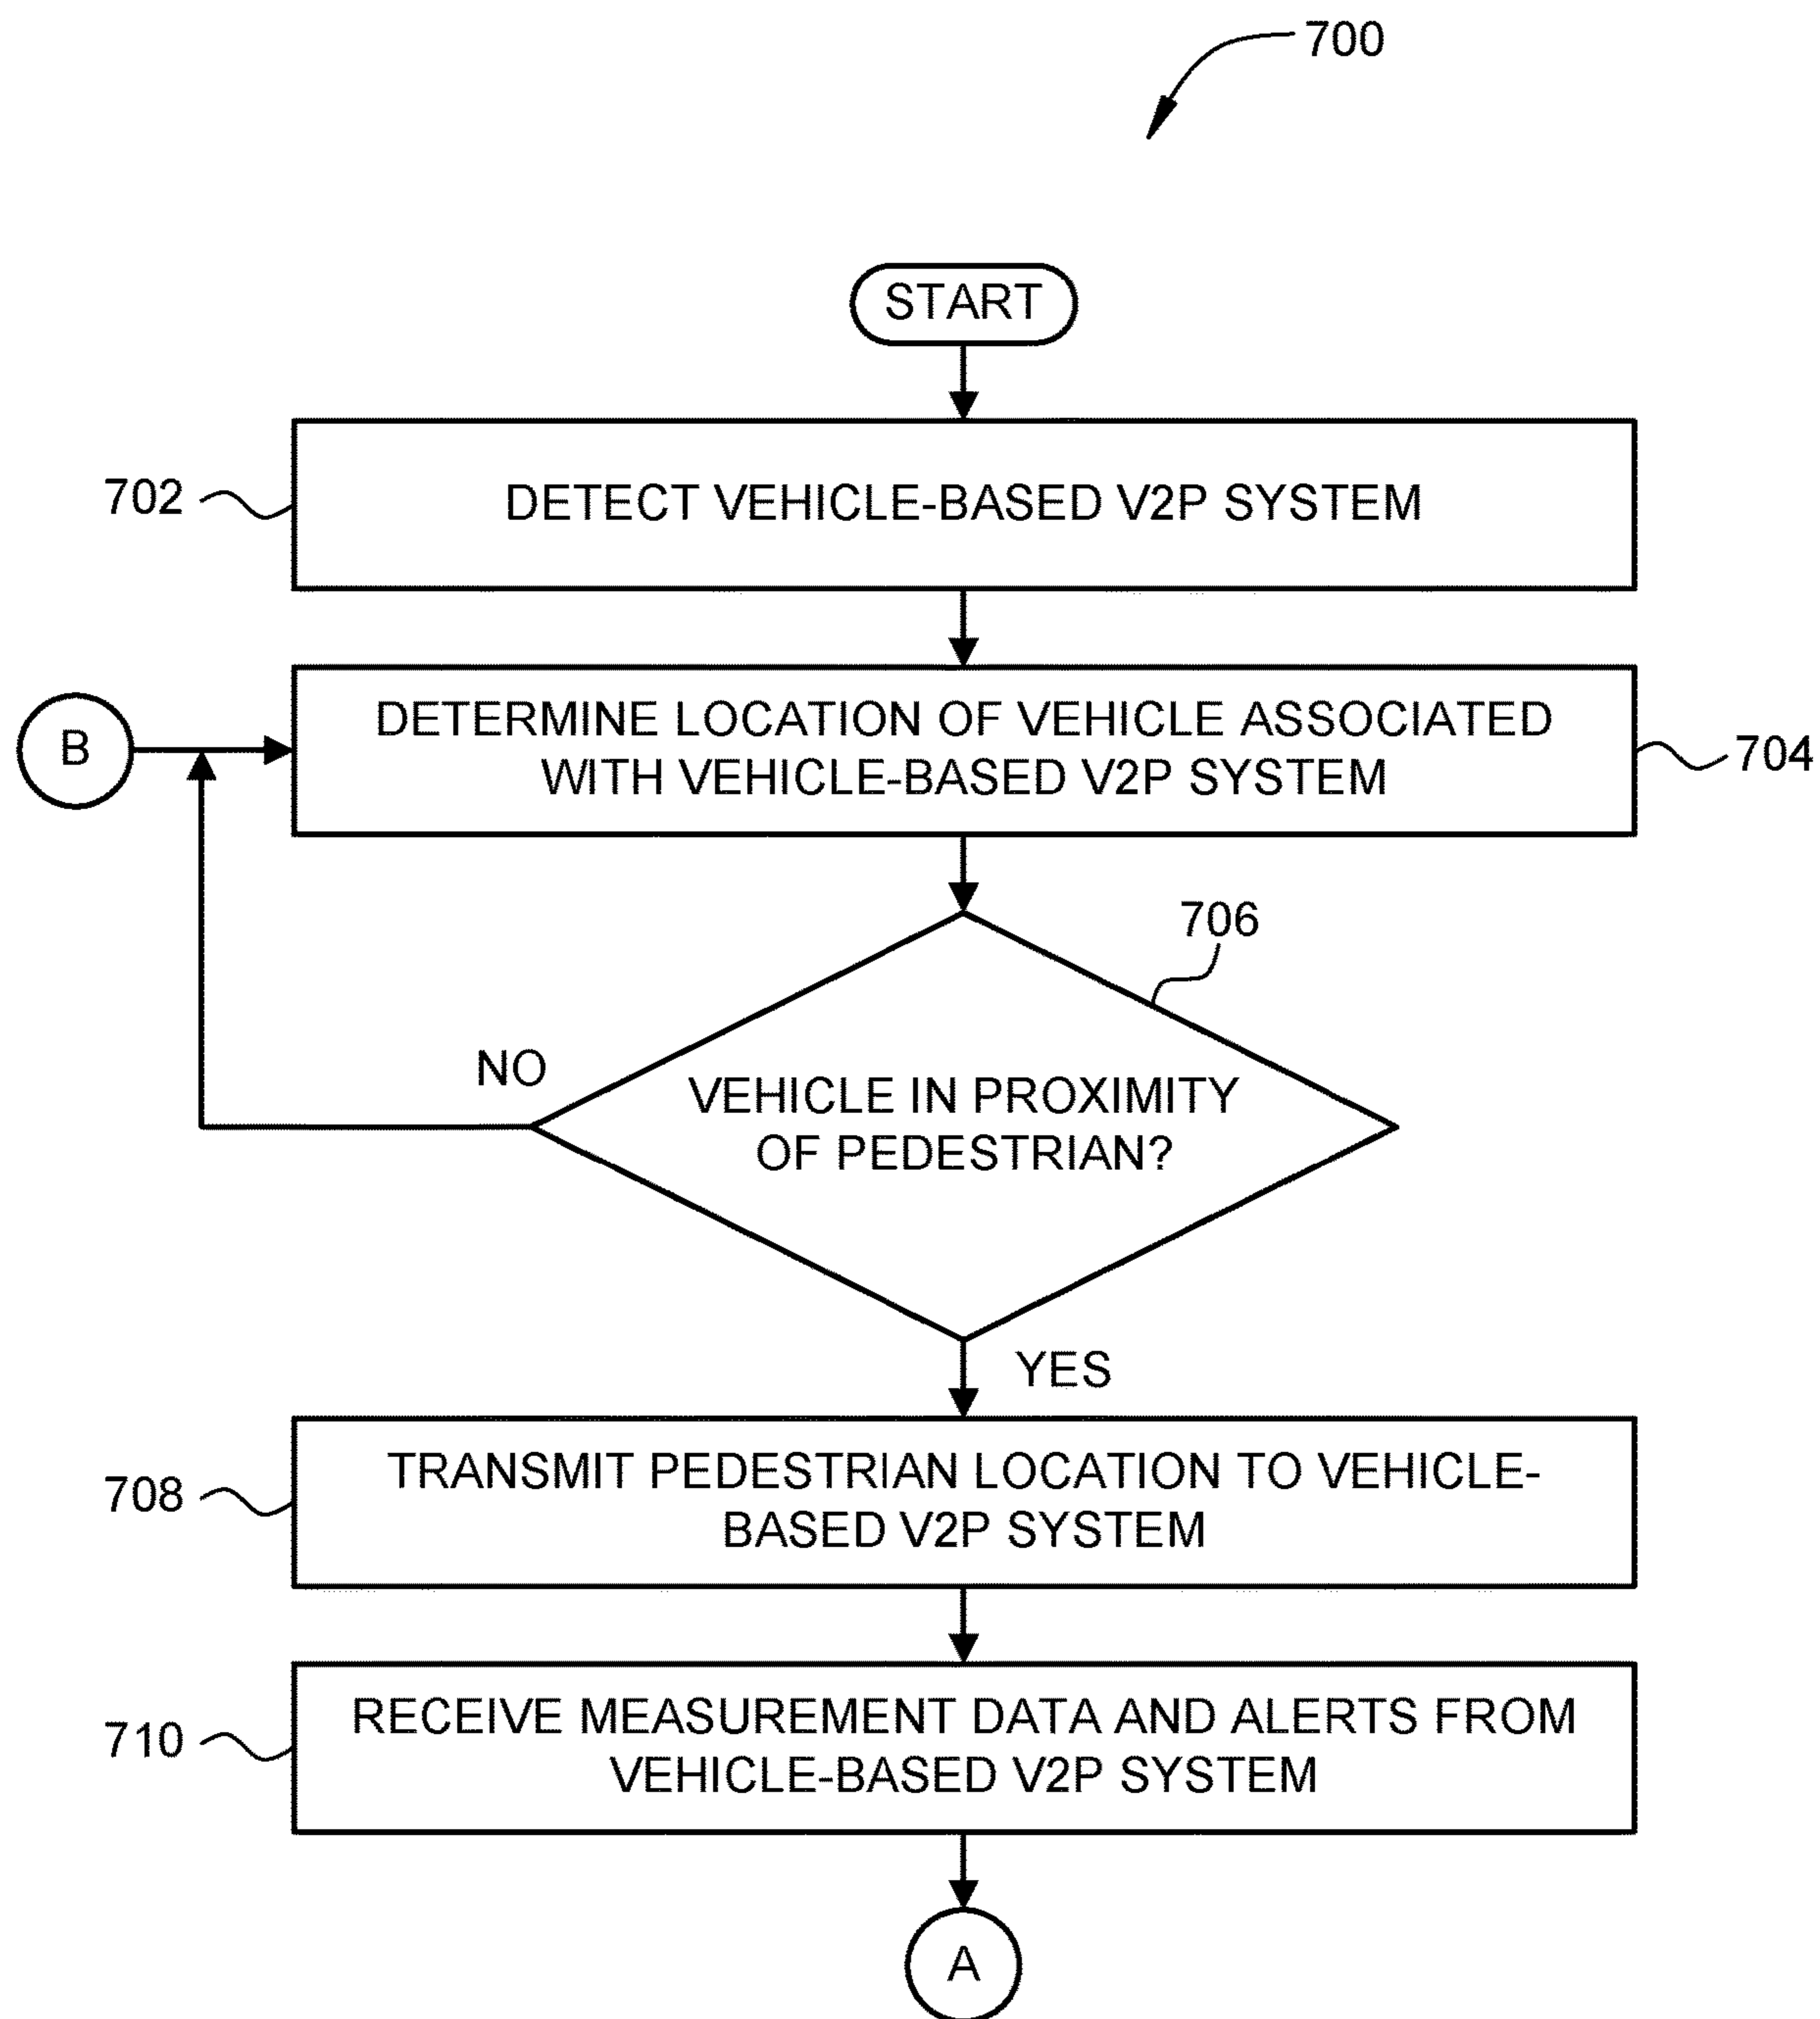 700
START
702
DETECT VEHICLE-BASED V2P SYSTEM
DETERMINE LOCATION OF VEHICLE ASSOCIATED
WITH VEHICLE-BASED V2P SYSTEM
B
704
706
NO
VEHICLE IN PROXIMITY
OF PEDESTRIAN?
YES
708
TRANSMIT PEDESTRIAN LOCATION TO VEHICLE-
BASED V2P SYSTEM
710
RECEIVE MEASUREMENT DATA AND ALERTS FROM
VEHICLE-BASED V2P SYSTEM
A